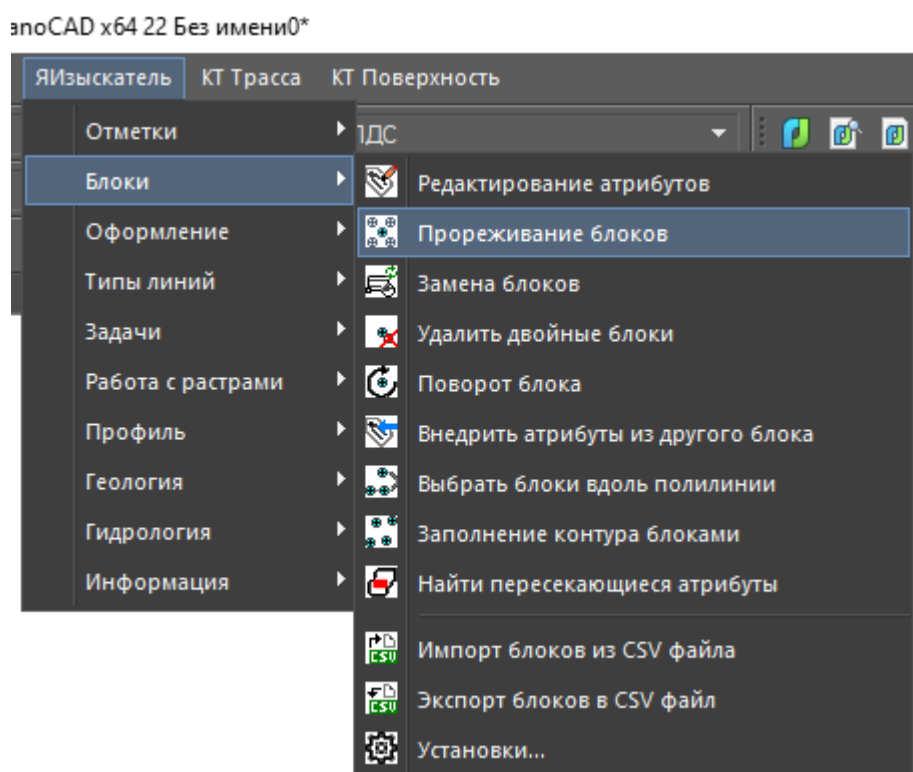 anoCAD x64 22 Без имени0*
ЯИзыскатель КТ Трасса КТ Поверхность
Отметки
ПДС
Блоки
Редактирование атрибутов
Оформление
Прореживание блоков
Типы линий
Замена блоков
Задачи
Удалить двойные блоки
Работа с растрами
Поворот блока
Профиль
Внедрить атрибуты из другого блока
Геология
Выбрать блоки вдоль полилинии
Гидрология
Заполнение контура блоками
Информация
Найти пересекающиеся атрибуты
CSV
Импорт блоков из CSV файла
CSV
Экспорт блоков в CSV файл
Установки...